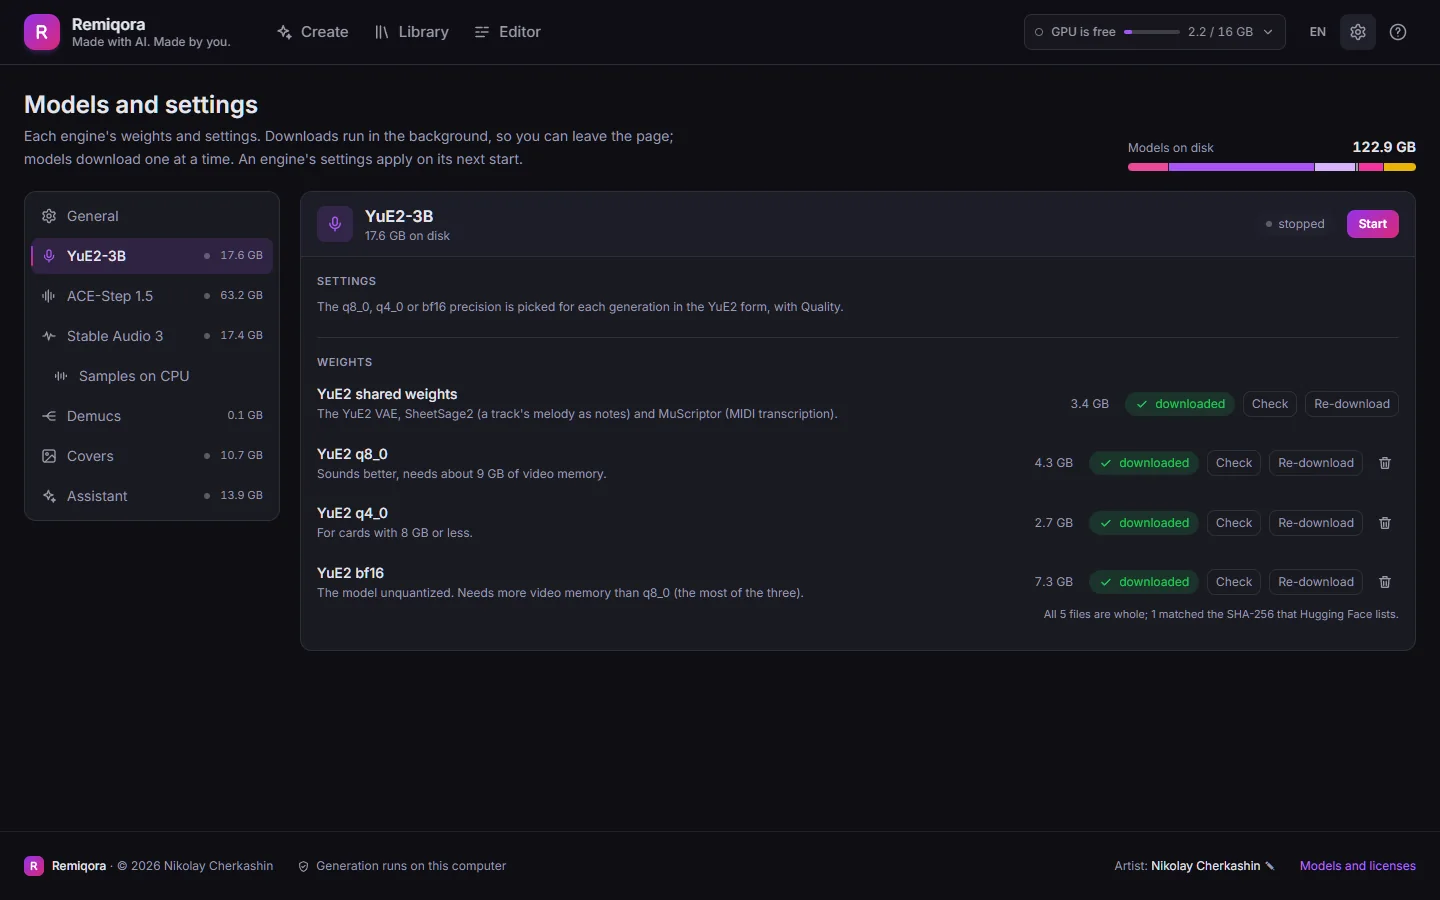 R
Remiqora
Made with AI. Made by you.
Create
Library
Editor
GPU is free
2.2 / 16 GB
EN
Models and settings
Each engine's weights and settings. Downloads run in the background, so you can leave the page;
models download one at a time. An engine's settings apply on its next start.
Models on disk
122.9 GB
General
YuE2-3B
17.6 GB
ACE-Step 1.5
63.2 GB
Stable Audio 3
17.4 GB
Samples on CPU
Demucs
0.1 GB
Covers
10.7 GB
Assistant
13.9 GB
YuE2-3B
17.6 GB on disk
stopped
Start
SETTINGS
The q8_0, q4_0 or bf16 precision is picked for each generation in the YuE2 form, with Quality.
WEIGHTS
YuE2 shared weights
The YuE2 VAE, SheetSage2 (a track's melody as notes) and MuScriptor (MIDI transcription).
3.4 GB
downloaded
Check
Re-download
YuE2 q8_0
Sounds better, needs about 9 GB of video memory.
4.3 GB
downloaded
Check
Re-download
YuE2 q4_0
For cards with 8 GB or less.
2.7 GB
downloaded
Check
Re-download
YuE2 bf16
The model unquantized. Needs more video memory than q8_0 (the most of the three).
7.3 GB
downloaded
Check
Re-download
All 5 files are whole; 1 matched the SHA-256 that Hugging Face lists.
R
Remiqora · © 2026 Nikolay Cherkashin
Generation runs on this computer
Artist: Nikolay Cherkashin
Models and licenses